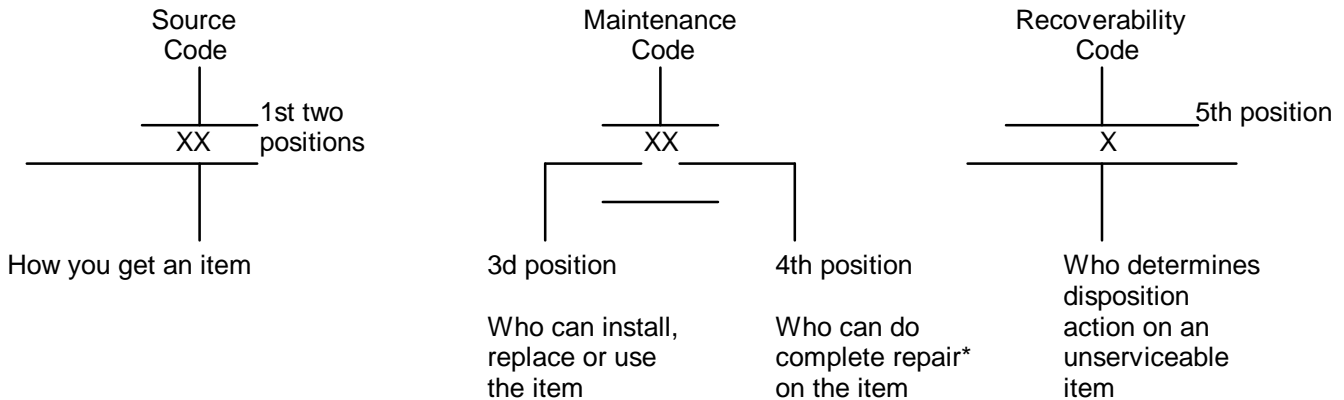 Source
Code
1st two
positions
XX
How you get an item
Maintenance
Code
XX
3d position
Who can install,
replace or use
the item
4th position
Who can do
complete repair*
on the item
Recoverability
Code
5th position
X
Who determines
disposition
action on an
unserviceable
item